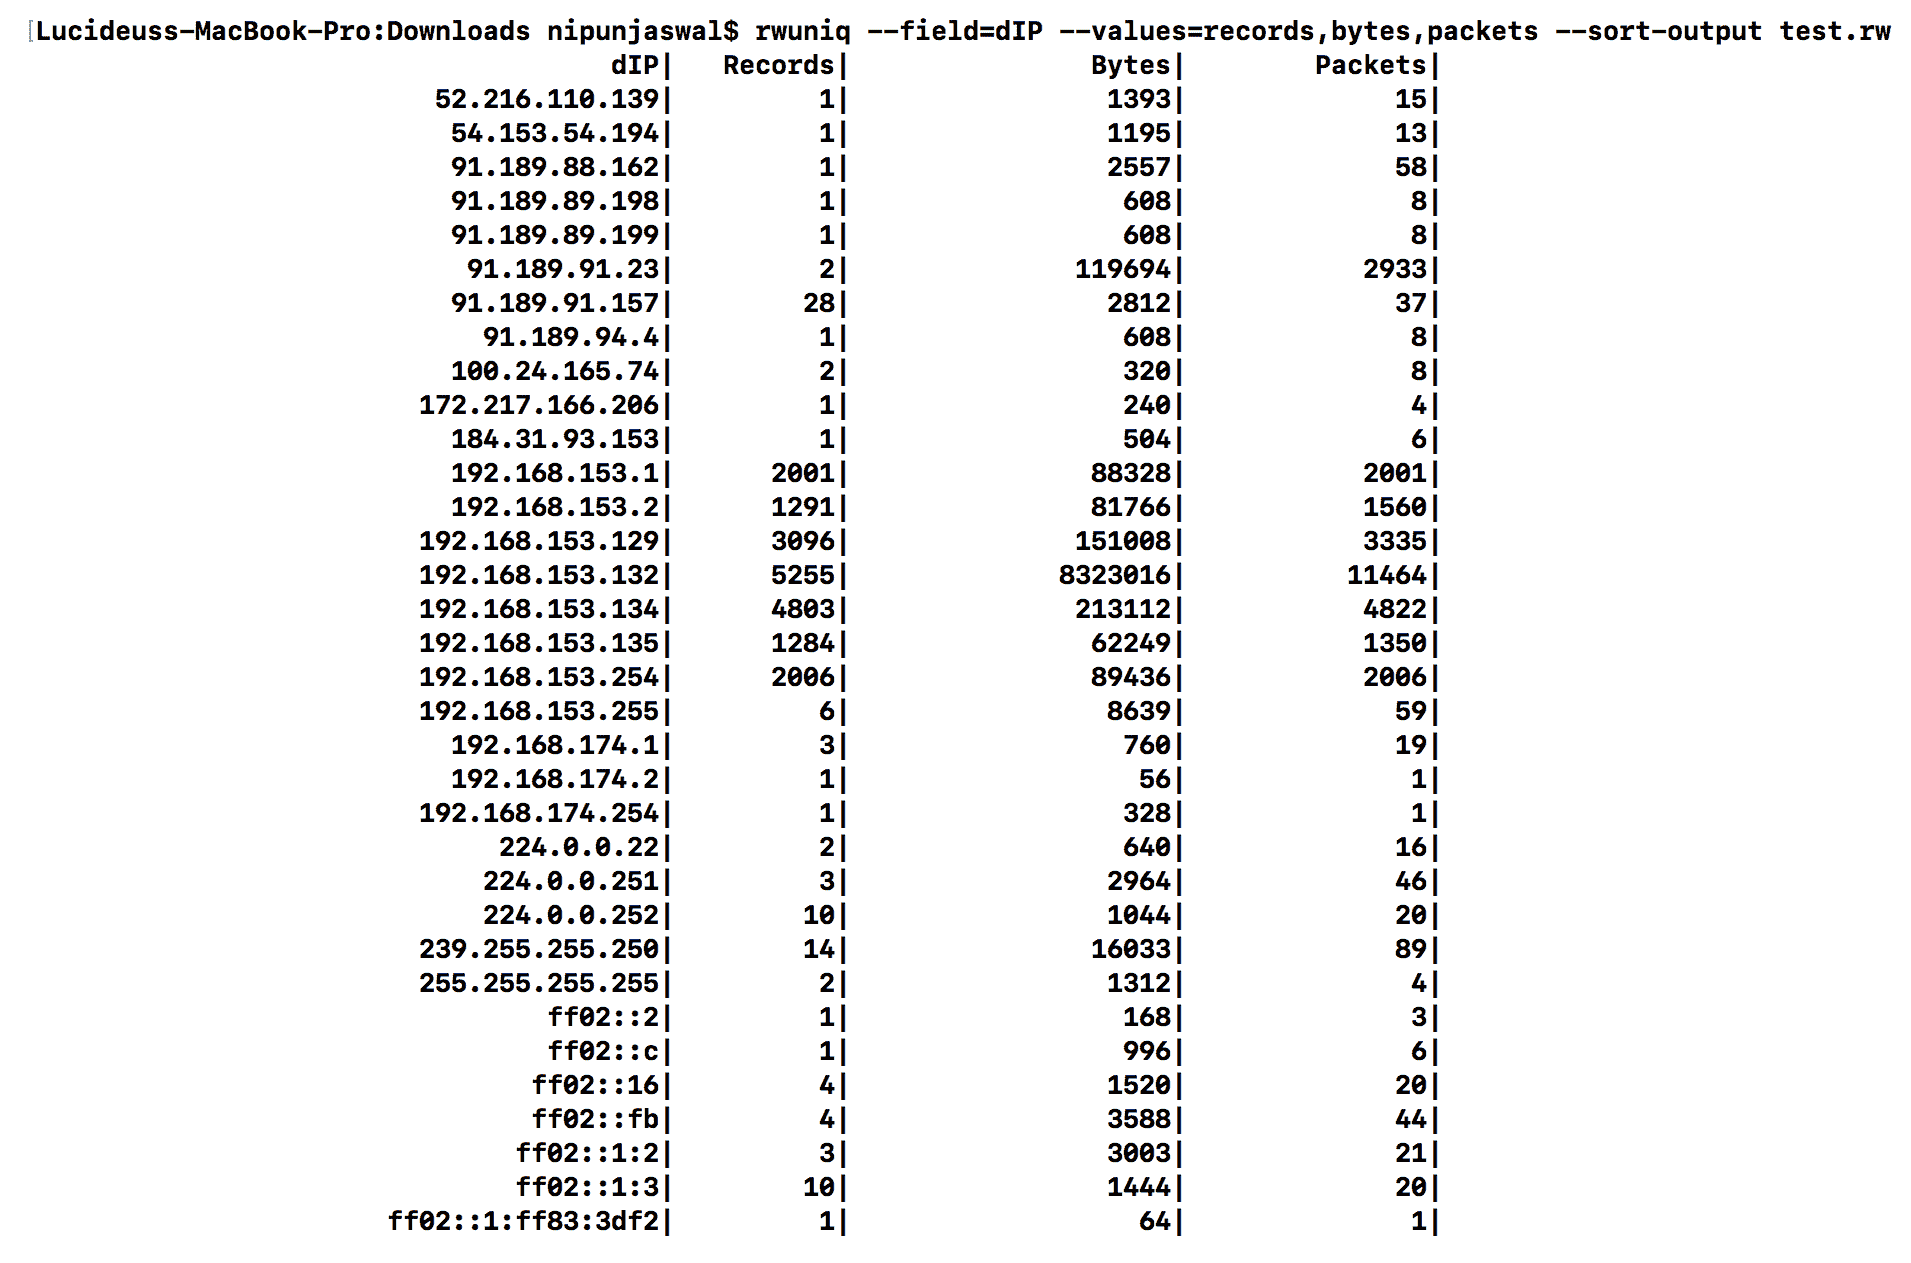 Lucideuss-MacBook-Pro:Downloads nipunjaswal$ rwuniq --field=dIP --values=records,bytes,packets --sort-output test.rw
dIP| Records| Bytes| Packets|
52.216.110.139| 1| 1393| 15|
54.153.54.194| 1| 1195| 13|
91.189.88.162| 1| 2557| 58|
91.189.89.198| 1| 608| 8|
91.189.89.199| 1| 608| 8|
91.189.91.23| 2| 119694| 2933|
91.189.91.157| 28| 2812| 37|
91.189.94.4| 1| 608| 8|
100.24.165.74| 2| 320| 8|
172.217.166.206| 1| 240| 4|
184.31.93.153| 1| 504| 6|
192.168.153.1| 2001| 88328| 2001|
192.168.153.2| 1291| 81766| 1560|
192.168.153.129| 3096| 151008| 3335|
192.168.153.132| 5255| 8323016| 11464|
192.168.153.134| 4803| 213112| 4822|
192.168.153.135| 1284| 62249| 1350|
192.168.153.254| 2006| 89436| 2006|
192.168.153.255| 6| 8639| 59|
192.168.174.1| 3| 760| 19|
192.168.174.2| 1| 56| 1|
192.168.174.254| 1| 328| 1|
224.0.0.22| 2| 640| 16|
224.0.0.251| 3| 2964| 46|
224.0.0.252| 10| 1044| 20|
239.255.255.250| 14| 16033| 89|
255.255.255.255| 2| 1312| 4|
ff02::2| 1| 168| 3|
ff02::c| 1| 996| 6|
ff02::16| 4| 1520| 20|
ff02::fb| 4| 3588| 44|
ff02::1:2| 3| 3003| 21|
ff02::1:3| 10| 1444| 20|
ff02::1:ff83:3df2| 1| 64| 1|